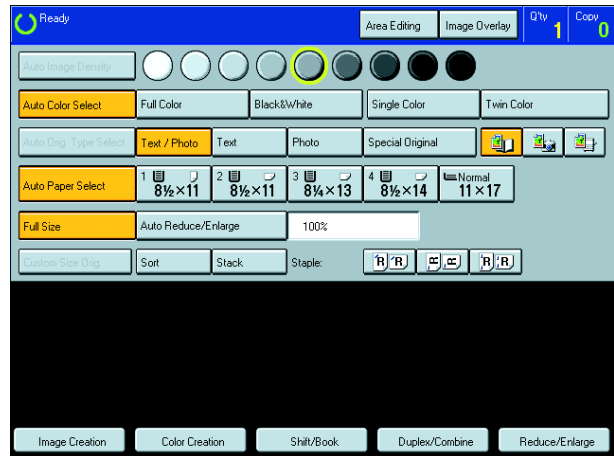 Ready
Area Editing Image Overlay Q'ty 1 Copy 0
Auto Image Density
Auto Color Select Full Color Black&White Single Color Twin Color
Auto Orig. Type Select Text / Photo Text Photo Special Original
Auto Paper Select 1 8½×11 2 8½×11 3 8¼×13 4 8½×14 Normal 11×17
Full Size Auto Reduce/Enlarge 100%
Custom Size Orig. Sort Stack Staple: R R R R R R
Image Creation Color Creation Shift/Book Duplex/Combine Reduce/Enlarge